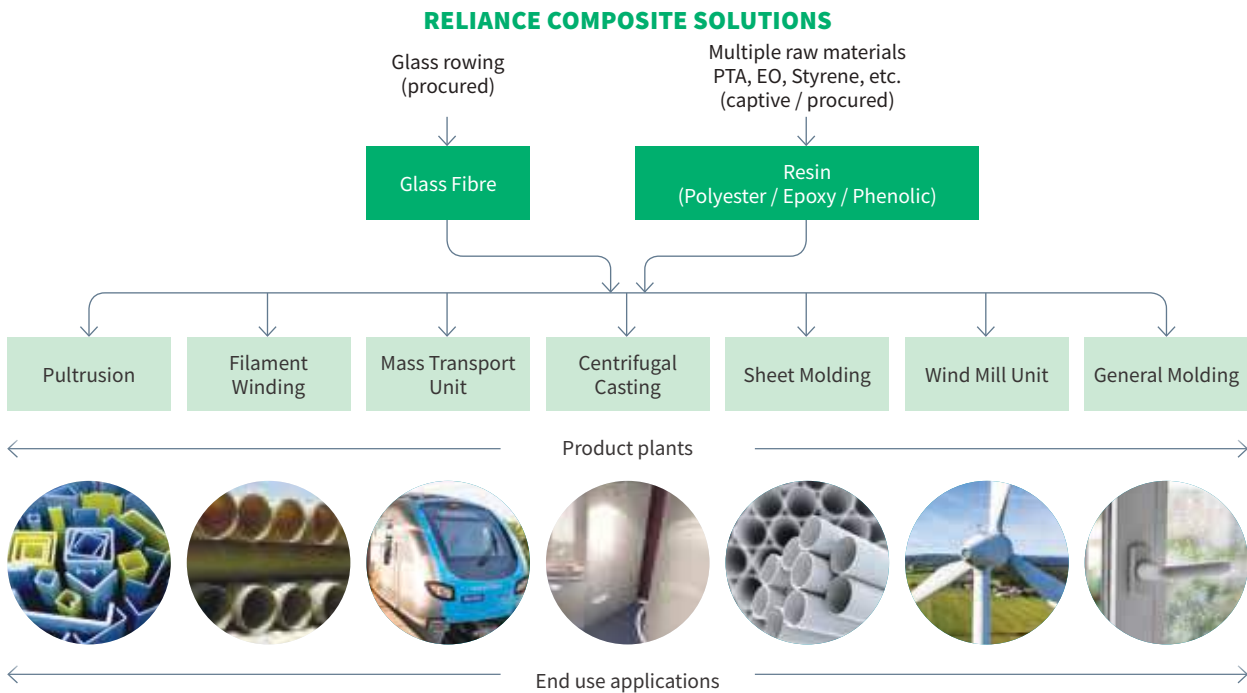 RELIANCE COMPOSITE SOLUTIONS
Glass rowing
(procured)
Multiple raw materials
PTA, EO, Styrene, etc.
(captive / procured)
Glass Fibre
Resin
(Polyester / Epoxy / Phenolic)
Pultrusion
Filament
Winding
Mass Transport
Unit
Centrifugal
Casting
Sheet Molding
Wind Mill Unit
General Molding
Product plants
End use applications